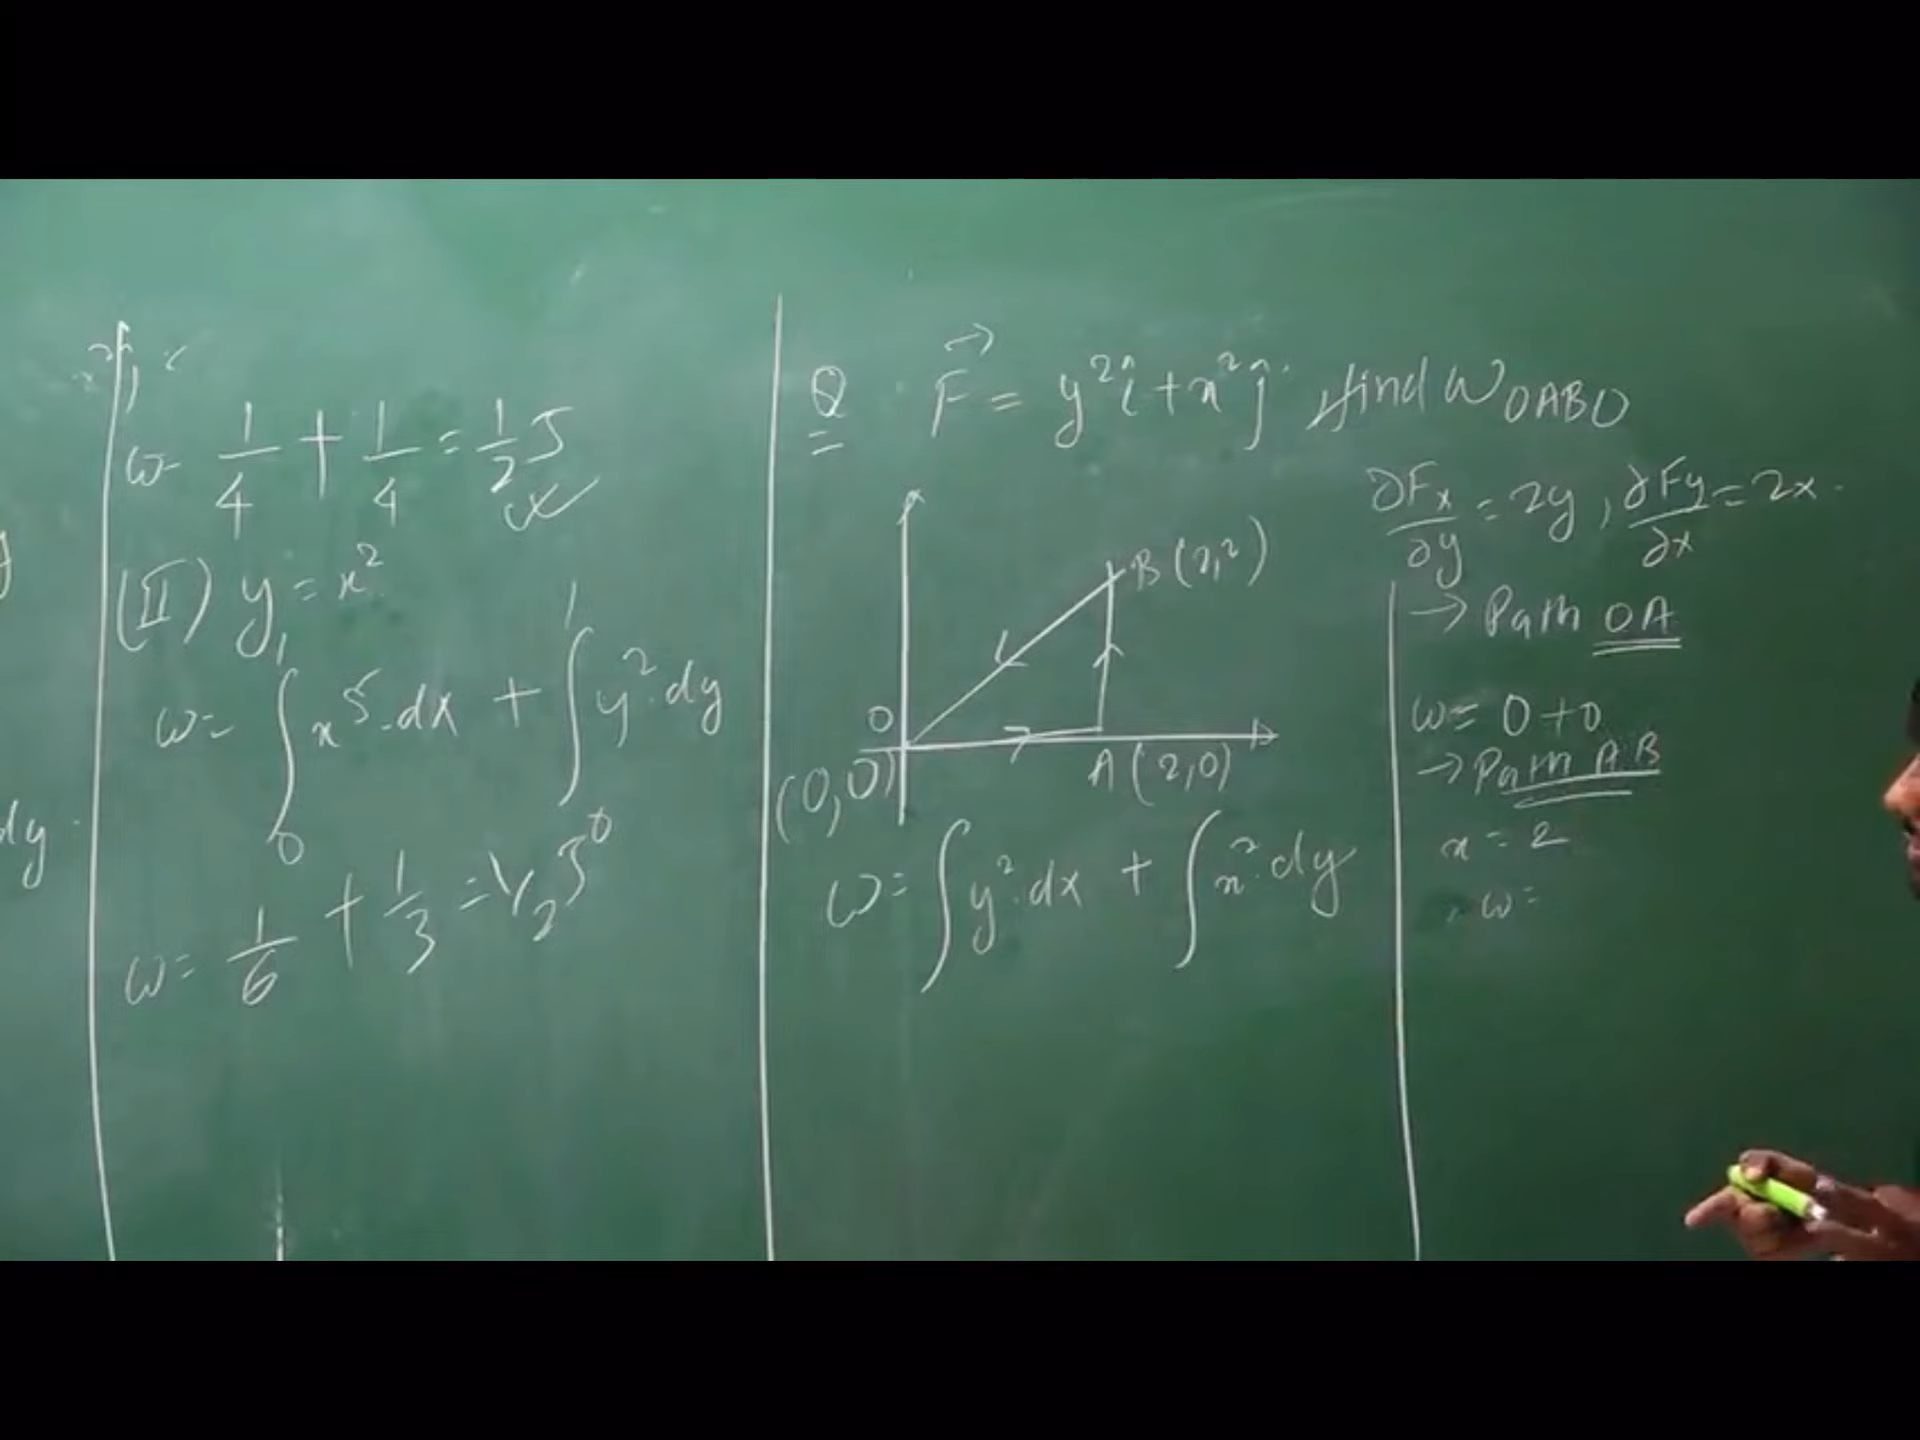 dy
w= 1/4 + 1/4 = 1/2 J
(II) y = x²
w= ∫₀¹ x⁵.dx + ∫₀¹ y².dy
w= 1/6 + 1/3 = 1/2 J
Q F⃗ = y²î + x²ĵ find W OABO
B (2,2)
O
(0,0)
A (2,0)
W= ∫y².dx + ∫x².dy
∂Fx/∂y = 2y, ∂Fy/∂x = 2x.
→ Path OA
w= 0+0
→ Path AB
x = 2
w=